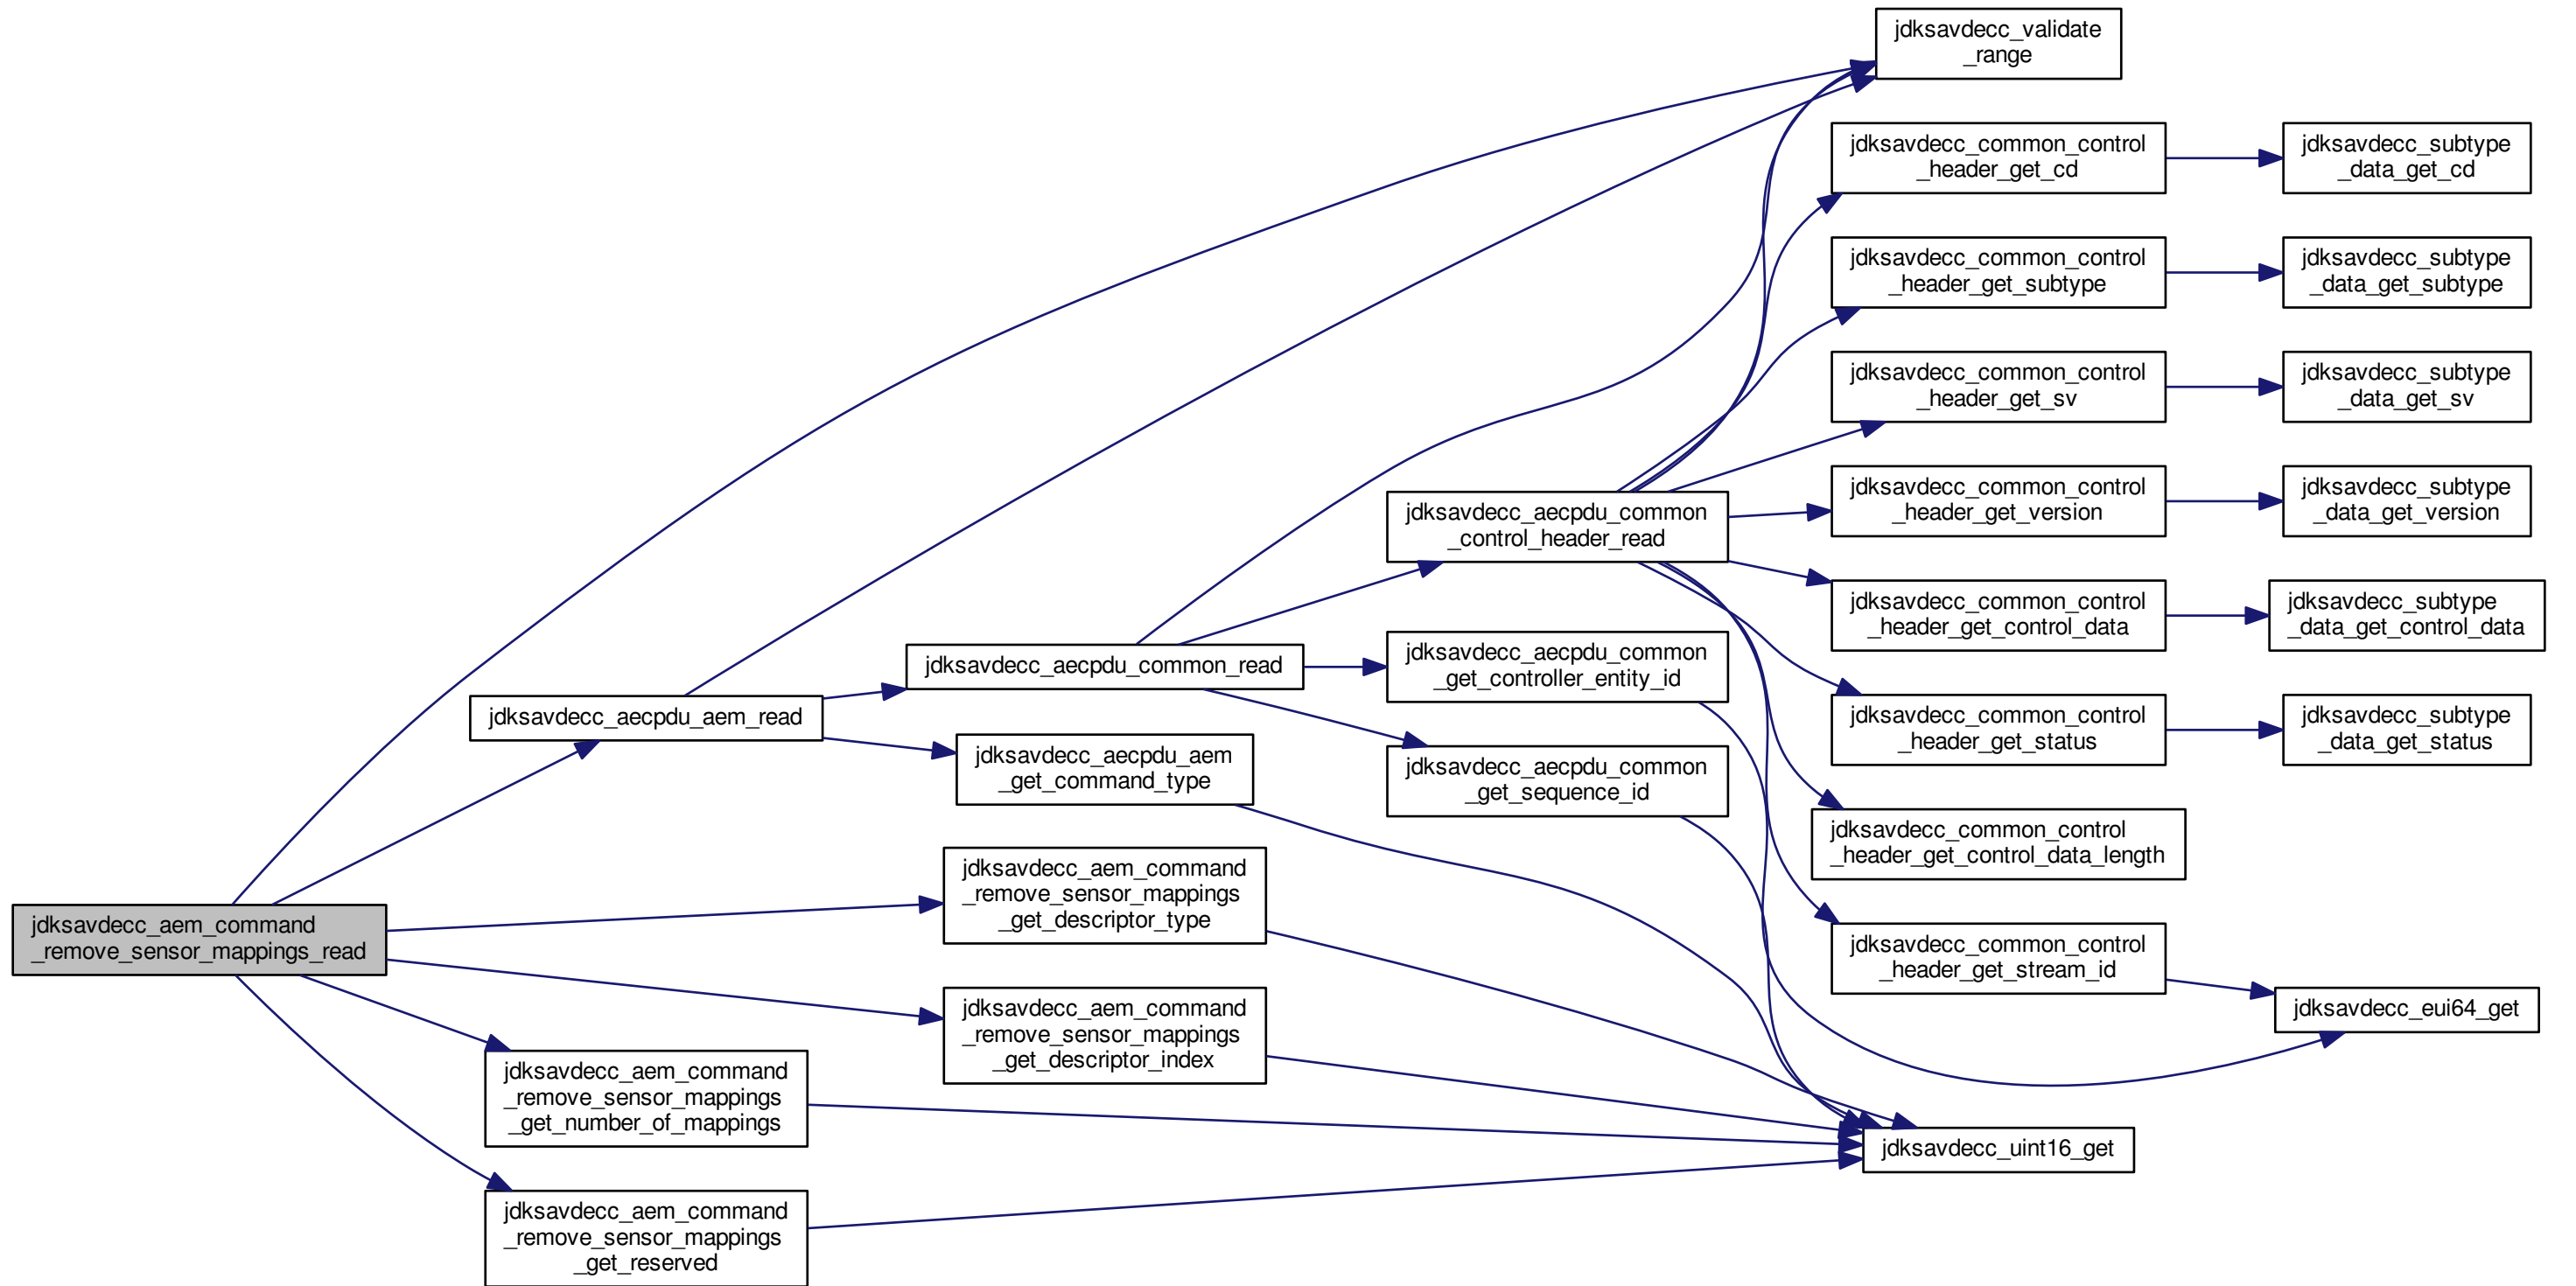 jdksavdecc_validate
_range
jdksavdecc_common_control
_header_get_cd
jdksavdecc_subtype
_data_get_cd
jdksavdecc_common_control
_header_get_subtype
jdksavdecc_subtype
_data_get_subtype
jdksavdecc_common_control
_header_get_sv
jdksavdecc_subtype
_data_get_sv
jdksavdecc_aecpdu_common
_control_header_read
jdksavdecc_common_control
_header_get_version
jdksavdecc_subtype
_data_get_version
jdksavdecc_common_control
_header_get_control_data
jdksavdecc_subtype
_data_get_control_data
jdksavdecc_aecpdu_common_read
jdksavdecc_aecpdu_common
_get_controller_entity_id
jdksavdecc_aecpdu_aem_read
jdksavdecc_common_control
_header_get_status
jdksavdecc_subtype
_data_get_status
jdksavdecc_aecpdu_aem
_get_command_type
jdksavdecc_aecpdu_common
_get_sequence_id
jdksavdecc_common_control
_header_get_control_data_length
jdksavdecc_aem_command
_remove_sensor_mappings
_get_descriptor_type
jdksavdecc_aem_command
_remove_sensor_mappings_read
jdksavdecc_common_control
_header_get_stream_id
jdksavdecc_eui64_get
jdksavdecc_aem_command
_remove_sensor_mappings
_get_descriptor_index
jdksavdecc_aem_command
_remove_sensor_mappings
_get_number_of_mappings
jdksavdecc_uint16_get
jdksavdecc_aem_command
_remove_sensor_mappings
_get_reserved